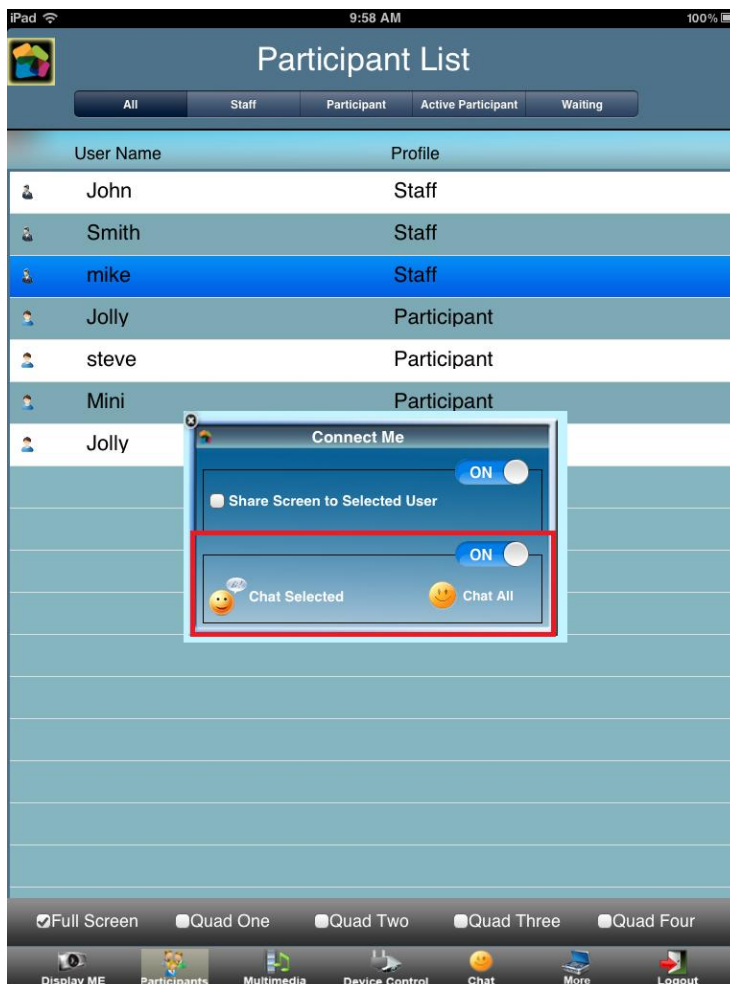 iPad 9:58 AM 100%
Participant List
All Staff Participant Active Participant Waiting
User Name Profile
John Staff
Smith Staff
mike Staff
Jolly Participant
steve Participant
Mini Participant
Jolly
Connect Me
ON
Share Screen to Selected User
ON
Chat Selected Chat All
Full Screen Quad One Quad Two Quad Three Quad Four
Display ME Participants Multimedia Device Control Chat More Logout